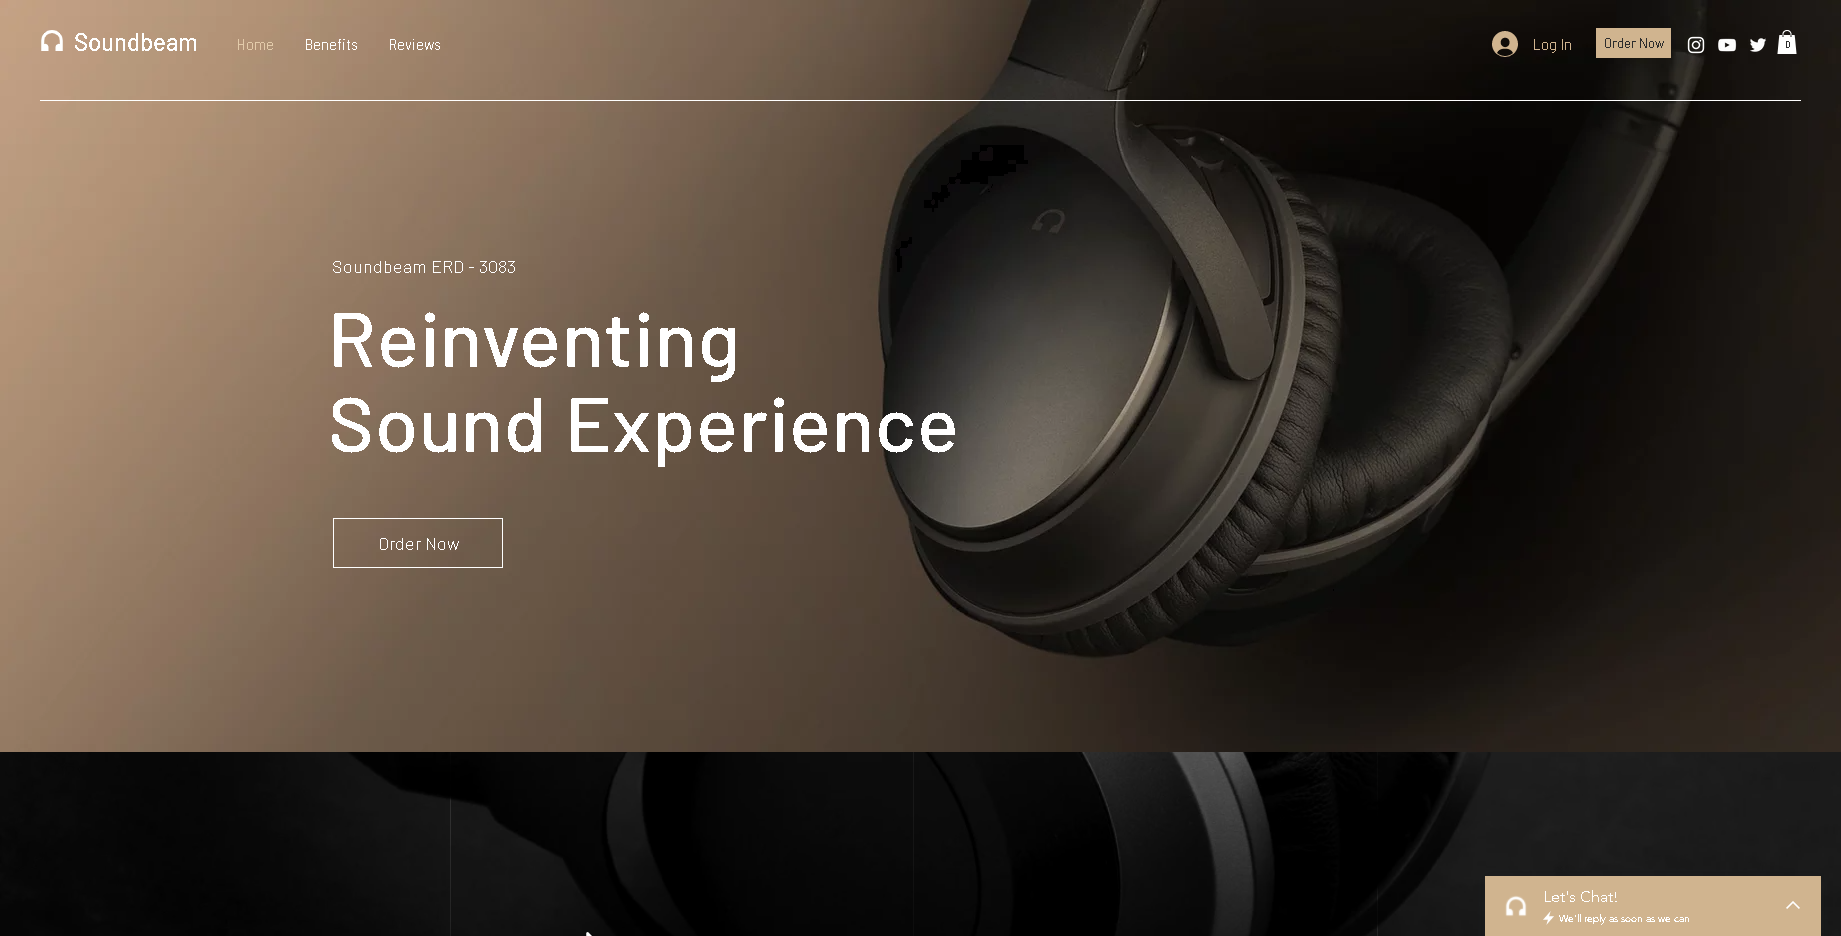 Soundbeam
Home
Benefits
Reviews
Log In
Order Now
0
Soundbeam ERD - 3083
Reinventing
Sound Experience
Order Now
Let's Chat!
We'll reply as soon as we can